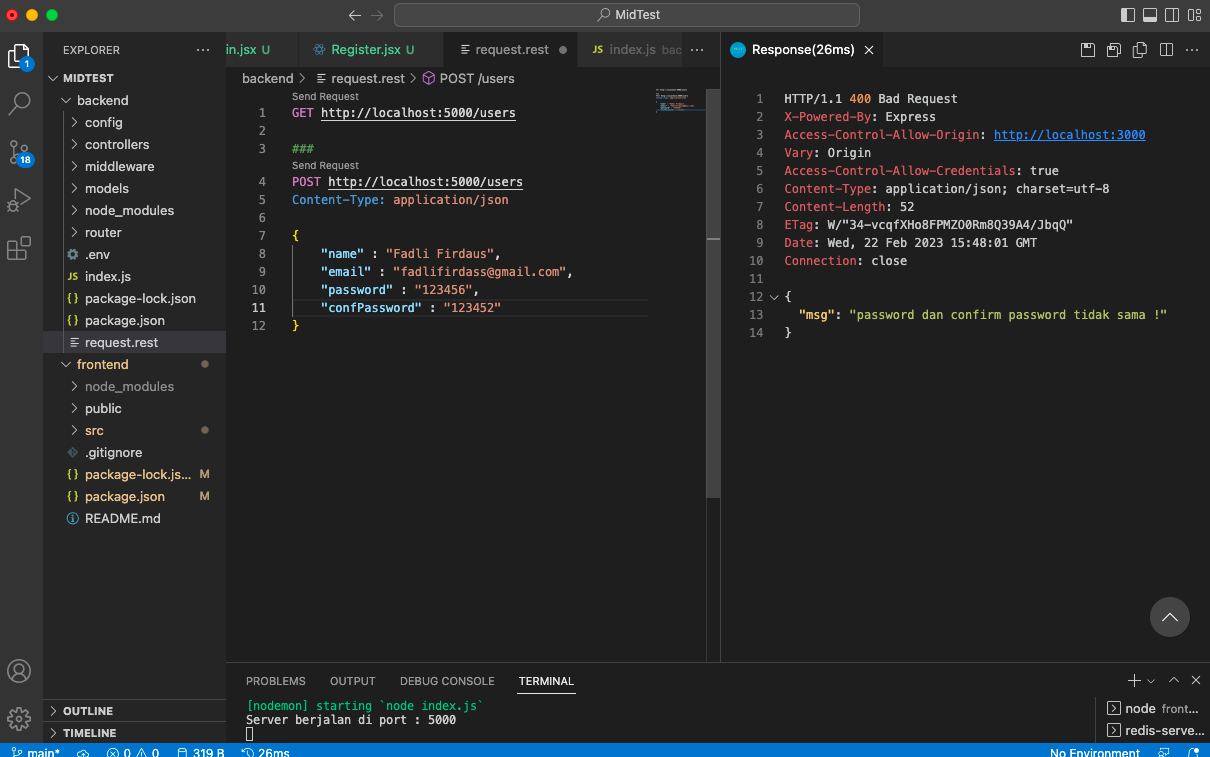 MidTest
EXPLORER
MIDTEST
backend
config
controllers
middleware
models
node_modules
router
.env
JS index.js
{} package-lock.json
{} package.json
request.rest
frontend
node_modules
public
src
.gitignore
{} package-lock.js... M
{} package.json M
README.md
OUTLINE
TIMELINE
1
18
in.jsx U
Register.jsx U
request.rest
JS index.js bac
backend > request.rest > POST /users
Send Request
1 GET http://localhost:5000/users
2
3 ###
Send Request
4 POST http://localhost:5000/users
5 Content-Type: application/json
6
7 {
8 "name" : "Fadli Firdaus",
9 "email" : "fadlifirdass@gmail.com",
10 "password" : "123456",
11 "confPassword" : "123452"
12 }
Response(26ms)
1 HTTP/1.1 400 Bad Request
2 X-Powered-By: Express
3 Access-Control-Allow-Origin: http://localhost:3000
4 Vary: Origin
5 Access-Control-Allow-Credentials: true
6 Content-Type: application/json; charset=utf-8
7 Content-Length: 52
8 ETag: W/"34-vcqfXHo8FPMZO0Rm8Q39A4/JbqQ"
9 Date: Wed, 22 Feb 2023 15:48:01 GMT
10 Connection: close
11
12 {
13 "msg": "password dan confirm password tidak sama !"
14 }
PROBLEMS OUTPUT DEBUG CONSOLE TERMINAL
[nodemon] starting `node index.js`
Server berjalan di port : 5000
node front...
redis-serve...
main* 0 0 319 B 26ms No Environment